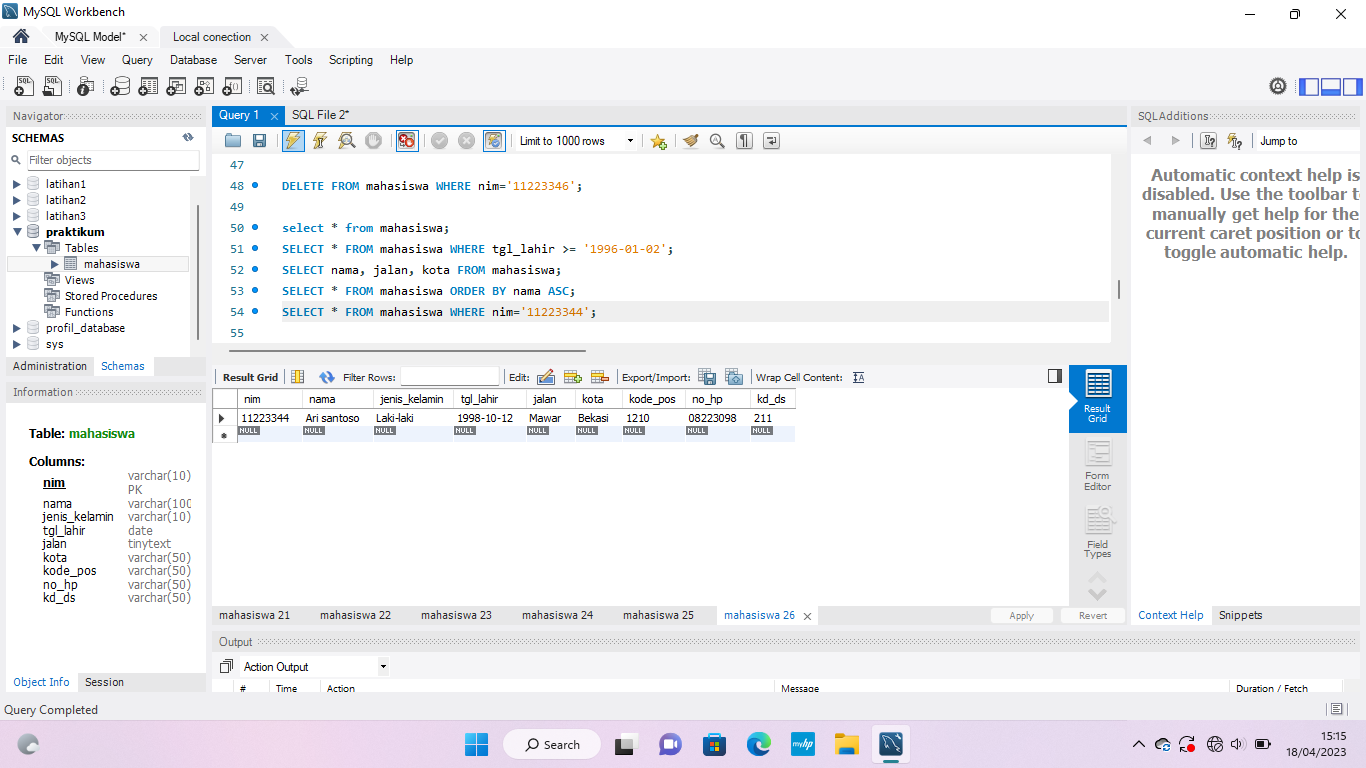 MySQL Workbench
MySQL Model*
Local conection
File Edit View Query Database Server Tools Scripting Help
Navigator
SCHEMAS
Filter objects
latihan1
latihan2
latihan3
praktikum
Tables
mahasiswa
Views
Stored Procedures
Functions
profil_database
sys
Administration Schemas
Information
Table: mahasiswa
Columns:
nim varchar(10) PK
nama varchar(100
jenis_kelamin varchar(10)
tgl_lahir date
jalan tinytext
kota varchar(50)
kode_pos varchar(50)
no_hp varchar(50)
kd_ds varchar(50)
Object Info Session
Query 1 SQL File 2*
Limit to 1000 rows
47
48 DELETE FROM mahasiswa WHERE nim='11223346';
49
50 select * from mahasiswa;
51 SELECT * FROM mahasiswa WHERE tgl_lahir >= '1996-01-02';
52 SELECT nama, jalan, kota FROM mahasiswa;
53 SELECT * FROM mahasiswa ORDER BY nama ASC;
54 SELECT * FROM mahasiswa WHERE nim='11223344';
55
Result Grid Filter Rows: Edit: Export/Import: Wrap Cell Content:
nim nama jenis_kelamin tgl_lahir jalan kota kode_pos no_hp kd_ds
11223344 Ari santoso Laki-laki 1998-10-12 Mawar Bekasi 1210 08223098 211
NULL NULL NULL NULL NULL NULL NULL NULL NULL
Result Grid
Form Editor
Field Types
mahasiswa 21 mahasiswa 22 mahasiswa 23 mahasiswa 24 mahasiswa 25 mahasiswa 26
Apply Revert
Output
Action Output
# Time Action Message Duration / Fetch
SQLAdditions
Jump to
Automatic context help is
disabled. Use the toolbar t
manually get help for the
current caret position or to
toggle automatic help.
Context Help Snippets
Query Completed
Search
myhp
15:15
18/04/2023